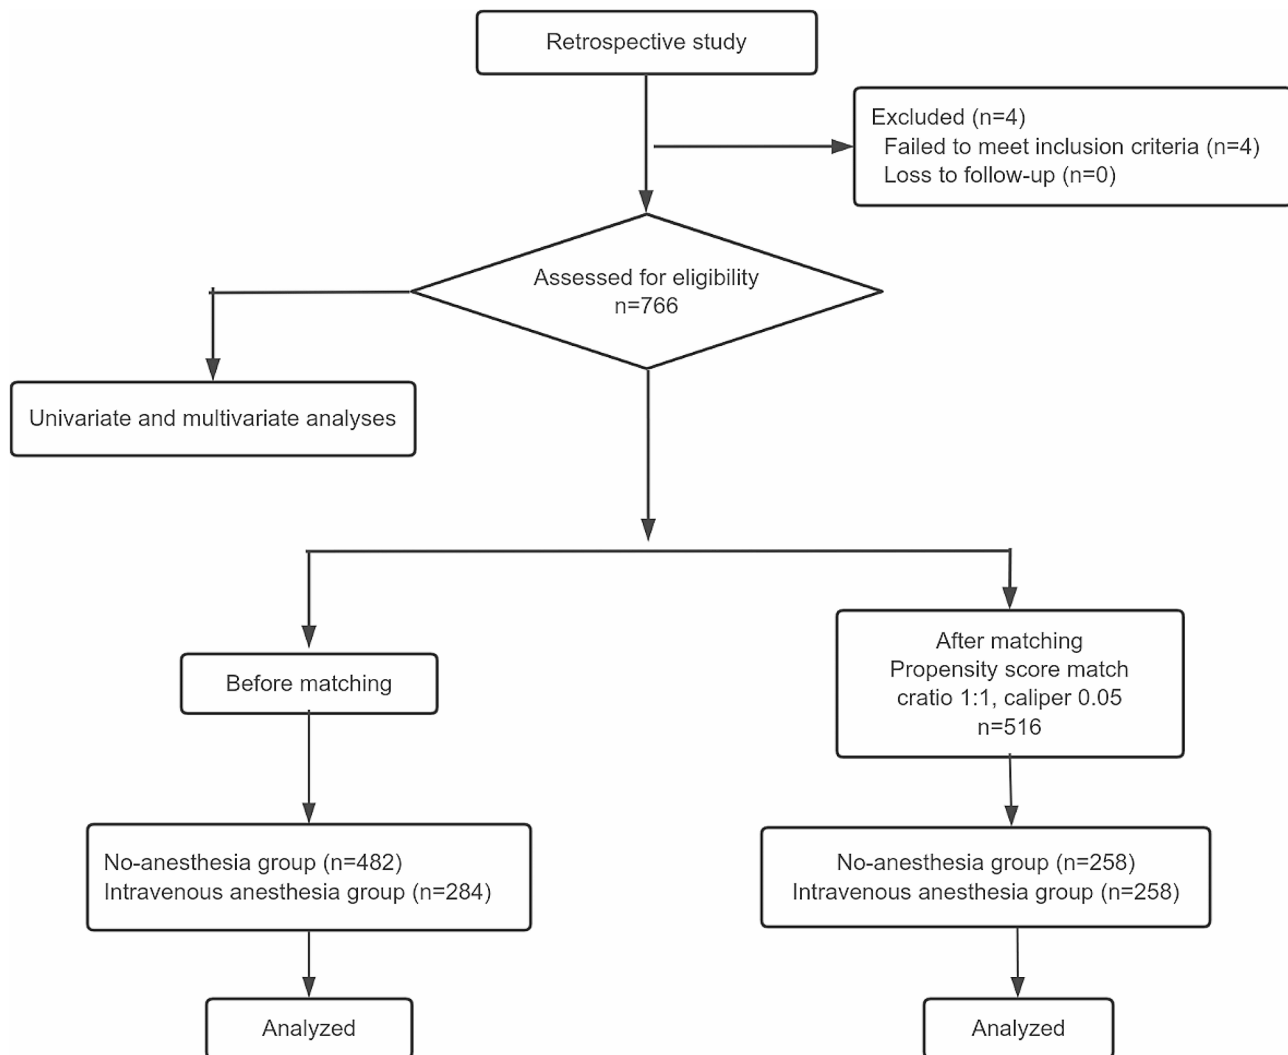 Retrospective study
Excluded (n=4)
Failed to meet inclusion criteria (n=4)
Loss to follow-up (n=0)
Assessed for eligibility
n=766
Univariate and multivariate analyses
Before matching
After matching
Propensity score match
cratio 1:1, caliper 0.05
n=516
No-anesthesia group (n=482)
Intravenous anesthesia group (n=284)
No-anesthesia group (n=258)
Intravenous anesthesia group (n=258)
Analyzed
Analyzed